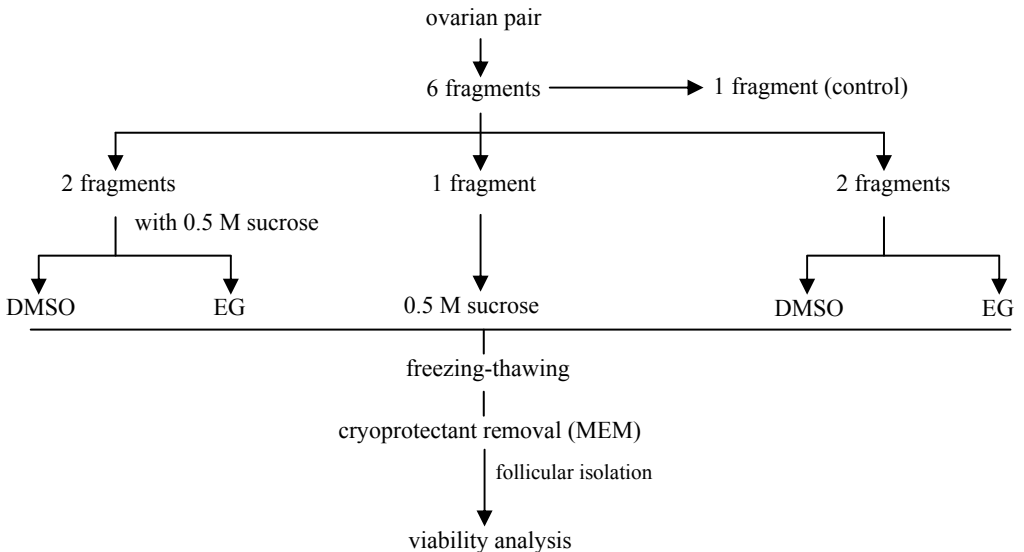 ovarian pair
6 fragments
1 fragment (control)
2 fragments
1 fragment
2 fragments
with 0.5 M sucrose
DMSO
EG
0.5 M sucrose
DMSO
EG
freezing-thawing
cryoprotectant removal (MEM)
follicular isolation
viability analysis